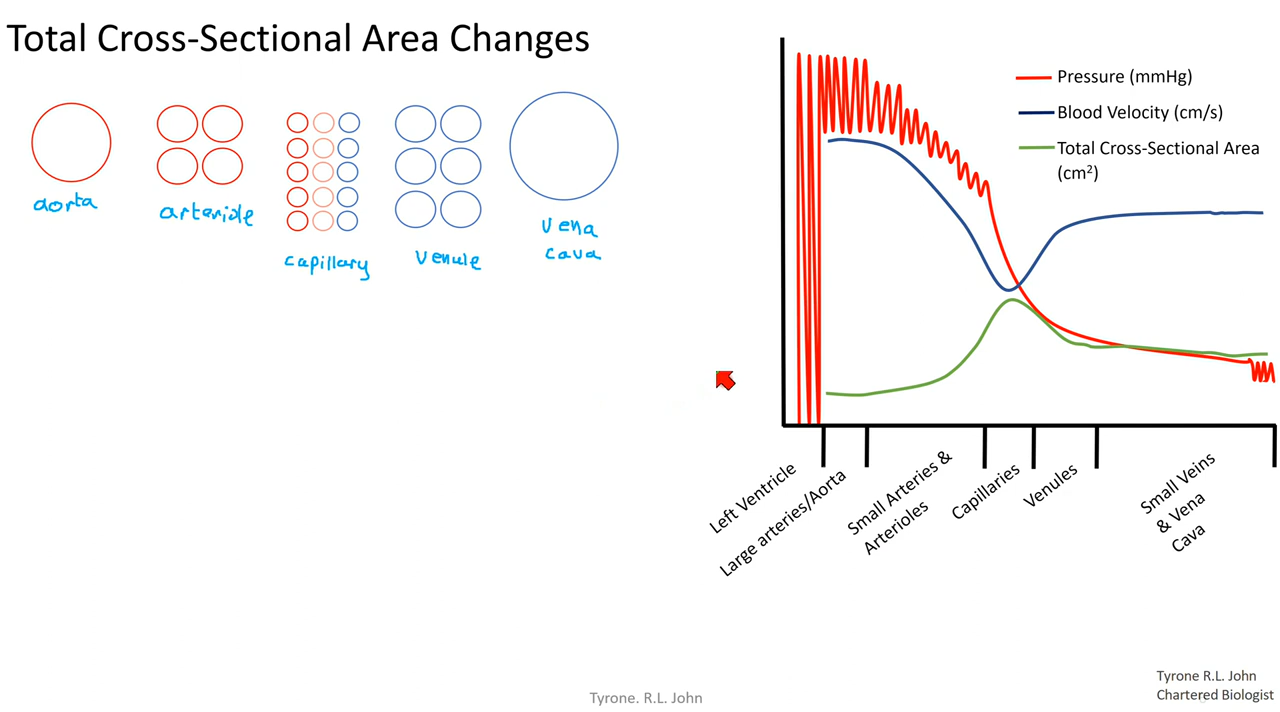 Total Cross-Sectional Area Changes
aorta
arteriole
capillary
venule
vena
cava
Pressure (mmHg)
Blood Velocity (cm/s)
Total Cross-Sectional Area
(cm²)
Left Ventricle
Large arteries/Aorta
Small Arteries &
Arterioles
Capillaries
Venules
Small Veins
& Vena
Cava
Tyrone. R.L. John
Tyrone R.L. John
Chartered Biologist